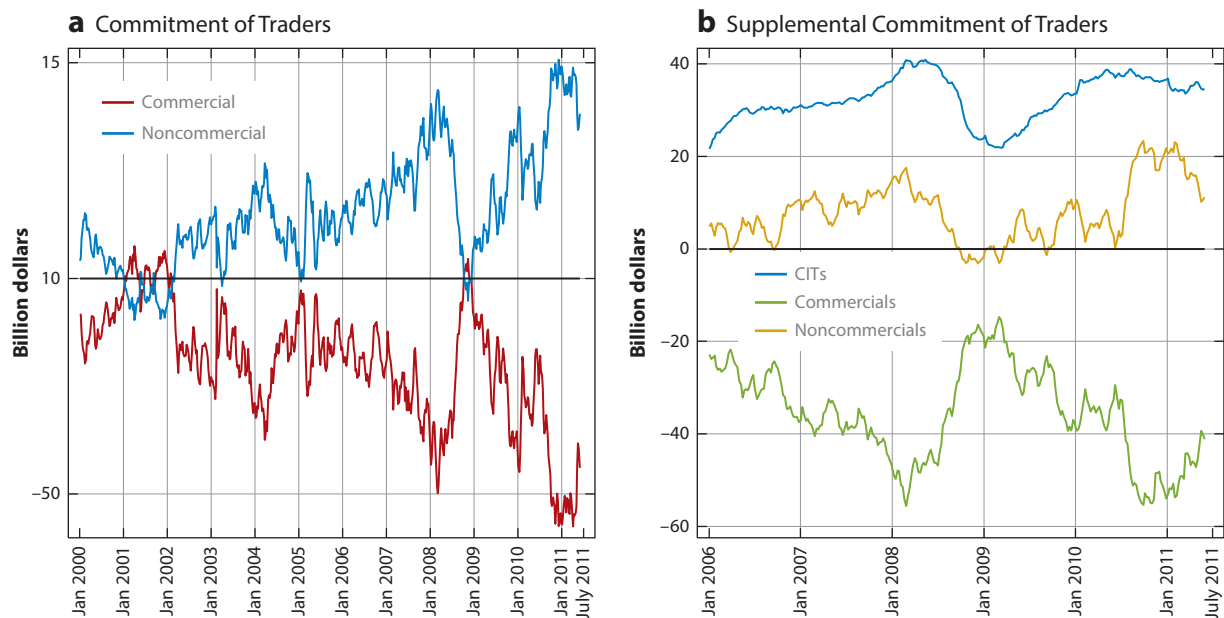 a Commitment of Traders
Billion dollars
15
10
−50
Commercial
Noncommercial
Jan 2000
Jan 2001
Jan 2002
Jan 2003
Jan 2004
Jan 2005
Jan 2006
Jan 2007
Jan 2008
Jan 2009
Jan 2010
Jan 2011
July 2011
b Supplemental Commitment of Traders
Billion dollars
40
20
0
−20
−40
−60
CITs
Commercials
Noncommercials
Jan 2006
Jan 2007
Jan 2008
Jan 2009
Jan 2010
Jan 2011
July 2011